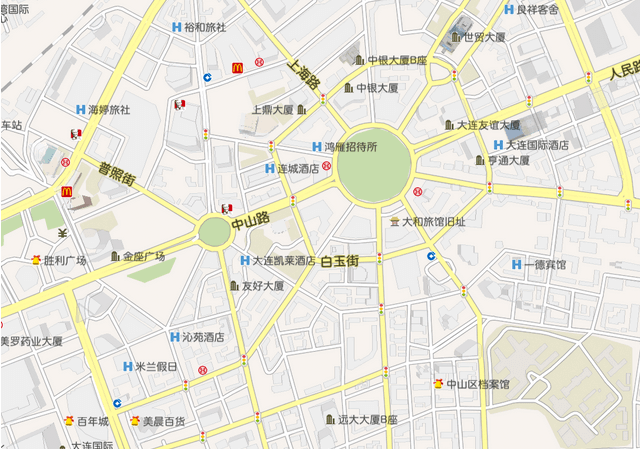 湾国际
良祥客舍
裕和旅社
世贸大厦
中银大厦B座
人民路
上海路
中银大厦
海婷旅社
上鼎大厦
车站
大连友谊大厦
鸿雁招待所
大连国际酒店
亨通大厦
连城酒店
普照街
中山路
大和旅馆旧址
¥
金座广场
胜利广场
大连凯莱酒店
白玉街
一德宾馆
友好大厦
沁苑酒店
美罗药业大厦
米兰假日
中山区档案馆
百年城
美晨百货
远大大厦B座
大连国际